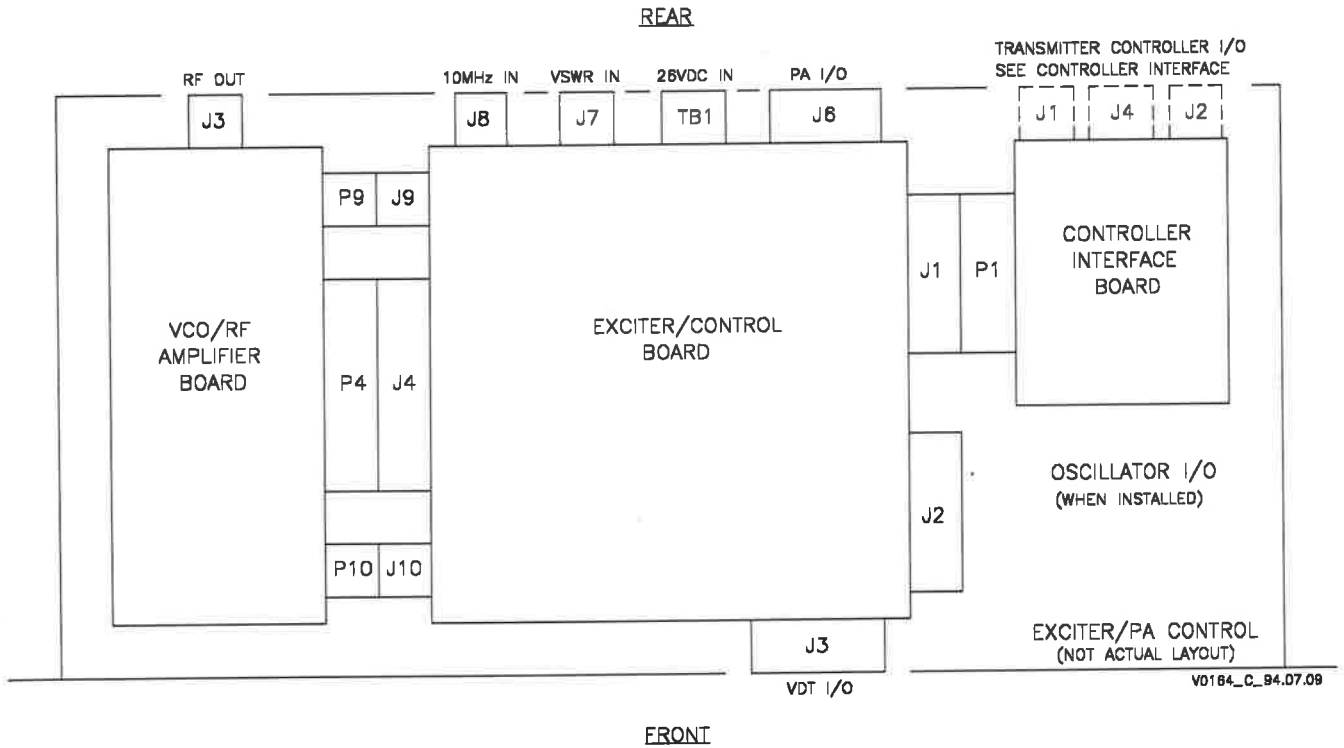 REAR
TRANSMITTER CONTROLLER I/O
SEE CONTROLLER INTERFACE
RF OUT
10MHz IN
VSWR IN
26VDC IN
PA I/O
J3
J8
J7
TB1
J6
J1
J4
J2
P9
J9
VCO/RF
AMPLIFIER
BOARD
P4
J4
EXCITER/CONTROL
BOARD
J1
P1
CONTROLLER
INTERFACE
BOARD
OSCILLATOR I/O
(WHEN INSTALLED)
J2
P10
J10
J3
VDT I/O
EXCITER/PA CONTROL
(NOT ACTUAL LAYOUT)
V0164_C_94.07.09
FRONT